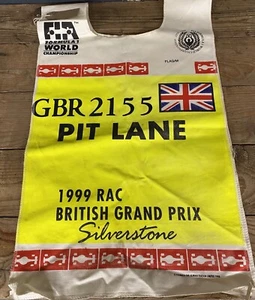 FIA
FORMULA 1
WORLD
CHAMPIONSHIP
GBR 2155
PIT LANE
1999 RAC
BRITISH GRAND PRIX
Silverstone